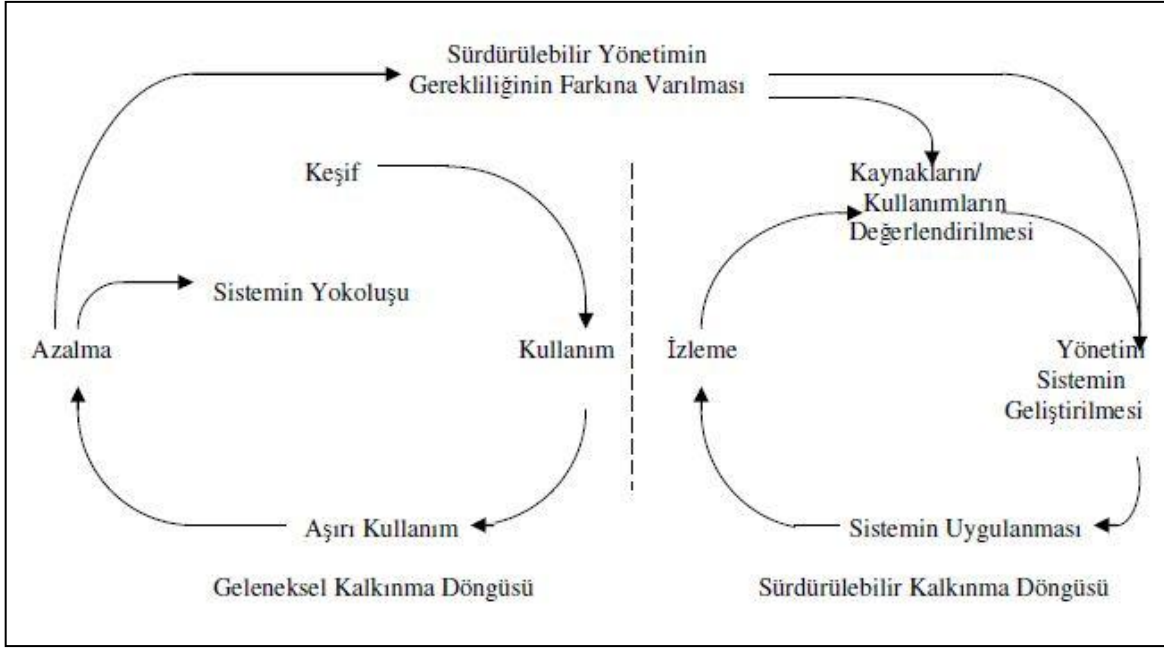 Sürdürülebilir Yönetimin
Gerekliliğinin Farkına Varılması
Keşif
Kaynakların/
Kullanımların
Değerlendirilmesi
Sistemin Yokoluşu
Azalma
Kullanım
İzleme
Yönetim
Sistemin
Geliştirilmesi
Aşırı Kullanım
Sistemin Uygulanması
Geleneksel Kalkınma Döngüsü
Sürdürülebilir Kalkınma Döngüsü